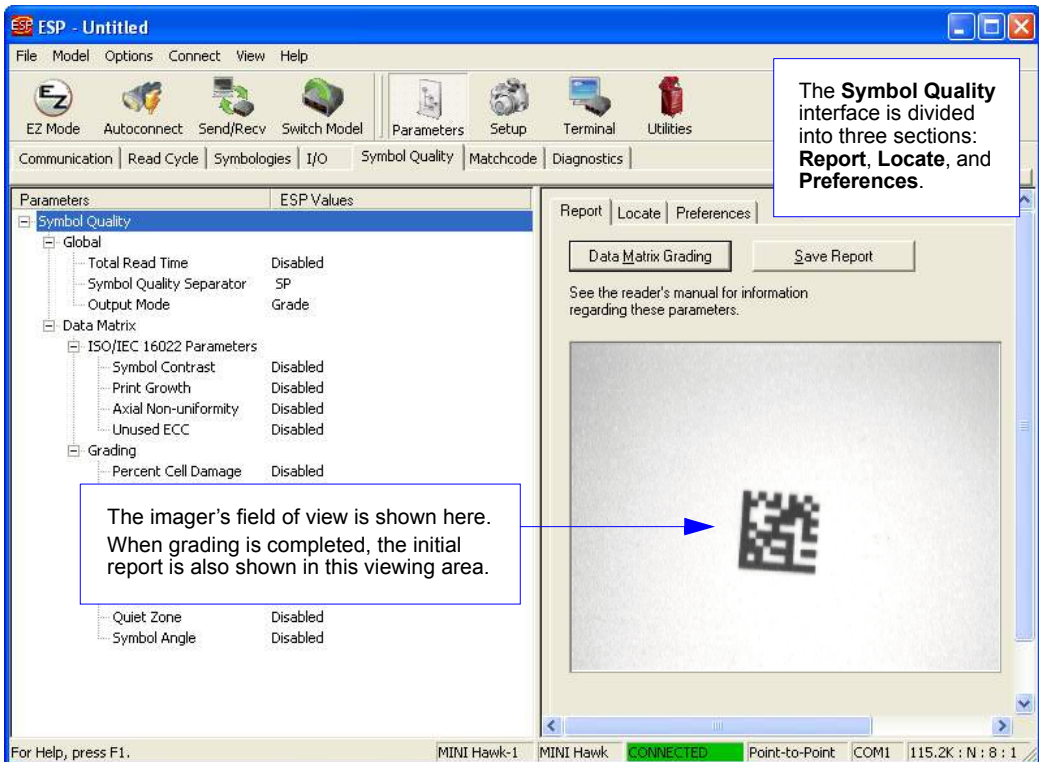 ESP - Untitled
File Model Options Connect View Help
EZ Mode Autoconnect Send/Recv Switch Model Parameters Setup Terminal Utilities
Communication Read Cycle Symbologies I/O Symbol Quality Matchcode Diagnostics
The Symbol Quality
interface is divided
into three sections:
Report, Locate, and
Preferences.
Parameters ESP Values
Symbol Quality
Global
Total Read Time Disabled
Symbol Quality Separator SP
Output Mode Grade
Data Matrix
ISO/IEC 16022 Parameters
Symbol Contrast Disabled
Print Growth Disabled
Axial Non-uniformity Disabled
Unused ECC Disabled
Grading
Percent Cell Damage Disabled
The imager's field of view is shown here.
When grading is completed, the initial
report is also shown in this viewing area.
Quiet Zone Disabled
Symbol Angle Disabled
Report Locate Preferences
Data Matrix Grading Save Report
See the reader's manual for information
regarding these parameters.
For Help, press F1. MINI Hawk-1 MINI Hawk CONNECTED Point-to-Point COM1 115.2K : N : 8 : 1